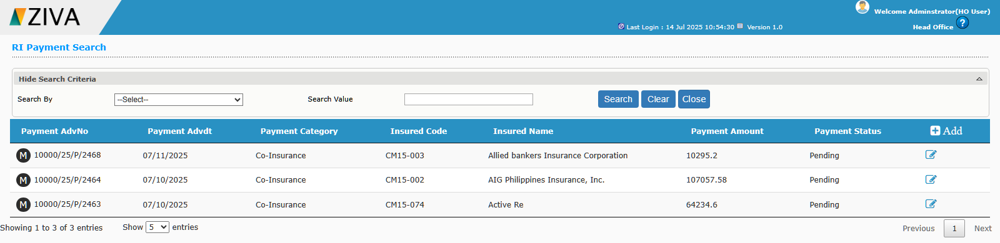 ZIVA
Welcome Adminstrator(HO User)
Last Login : 14 Jul 2025 10:54:30 Version 1.0
Head Office ?
RI Payment Search
Hide Search Criteria
Search By --Select-- Search Value Search Clear Close
Payment AdvNo Payment Advdt Payment Category Insured Code Insured Name Payment Amount Payment Status Add
M 10000/25/P/2468 07/11/2025 Co-Insurance CM15-003 Allied bankers Insurance Corporation 10295.2 Pending
M 10000/25/P/2464 07/10/2025 Co-Insurance CM15-002 AIG Philippines Insurance, Inc. 107057.58 Pending
M 10000/25/P/2463 07/10/2025 Co-Insurance CM15-074 Active Re 64234.6 Pending
Showing 1 to 3 of 3 entries Show 5 entries Previous 1 Next